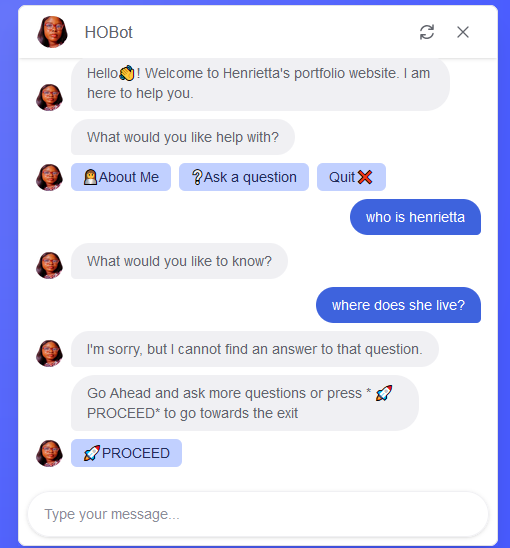 HOBot
Hello👋! Welcome to Henrietta's portfolio website. I am
here to help you.
What would you like help with?
👩‍💼About Me ❔Ask a question Quit❌
who is henrietta
What would you like to know?
where does she live?
I'm sorry, but I cannot find an answer to that question.
Go Ahead and ask more questions or press * 🚀
PROCEED* to go towards the exit
🚀PROCEED
Type your message...